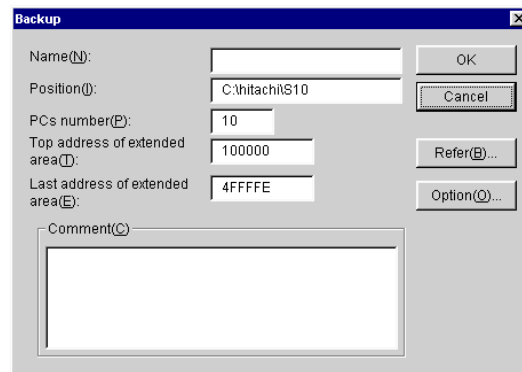 Backup
Name(N):
OK
Position(I):
C:\hitachi\S10
Cancel
PCs number(P):
10
Top address of extended
area(T):
100000
Refer(B)...
Last address of extended
area(E):
4FFFFE
Option(O)...
Comment(C)